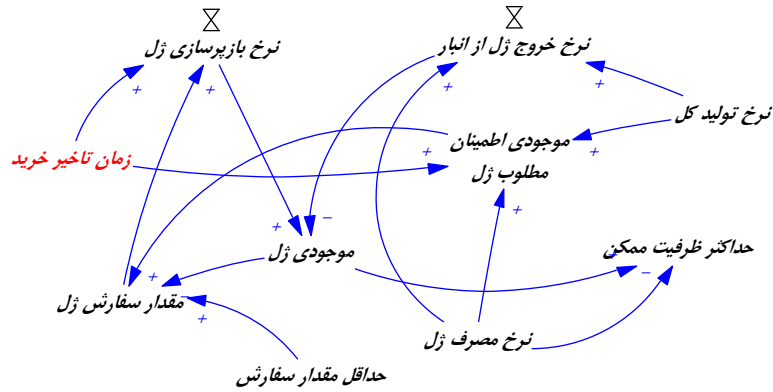 نرخ بازپرسازی ژل
نرخ خروج ژل از انبار
نرخ تولید کل
موجودی اطمینان
مطلوب ژل
زمان تاخیر خرید
موجودی ژل
حداکثر ظرفیت ممکن
مقدار سفارش ژل
نرخ مصرف ژل
حداقل مقدار سفارش